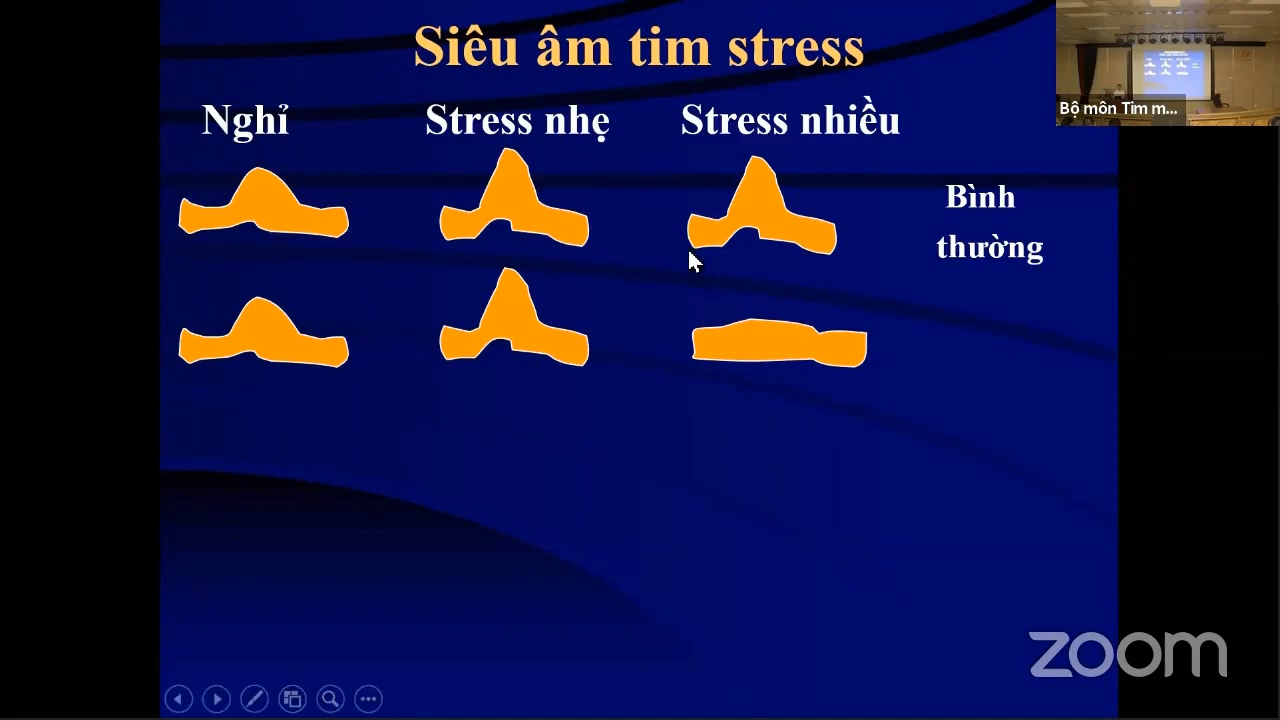 Siêu âm tim stress
Nghỉ
Stress nhẹ
Stress nhiều
Bình
thường
Bộ môn Tim m...
zoom